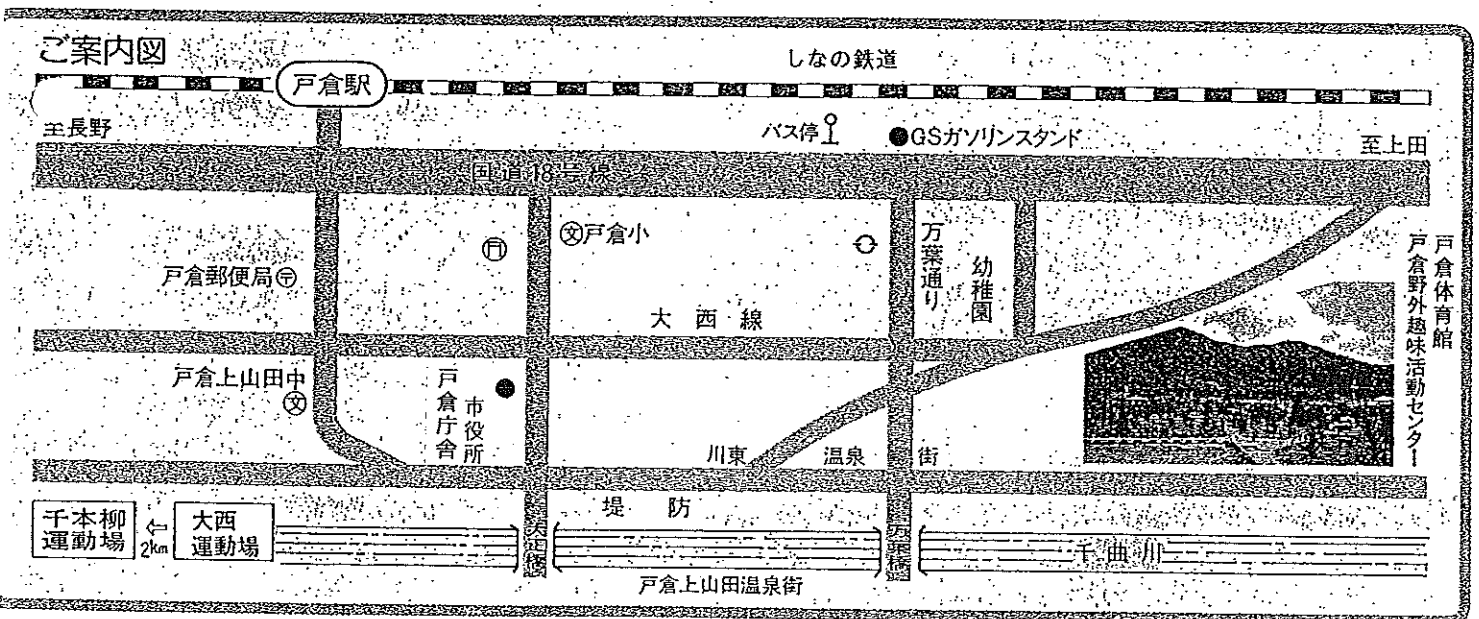 ご案内図
しなの鉄道
戸倉駅
至長野
バス停
●GSガソリンスタンド
至上田
国道18号線
文戸倉小
万葉通り
幼稚園
戸倉郵便局〒
大西線
戸倉体育館
戸倉野外趣味活動センター
戸倉上山田中
文
市役所
戸倉庁舎
川東温泉街
堤防
千本柳
運動場
⇦
2km
大西
運動場
大正橋
万葉橋
千曲川
戸倉上山田温泉街